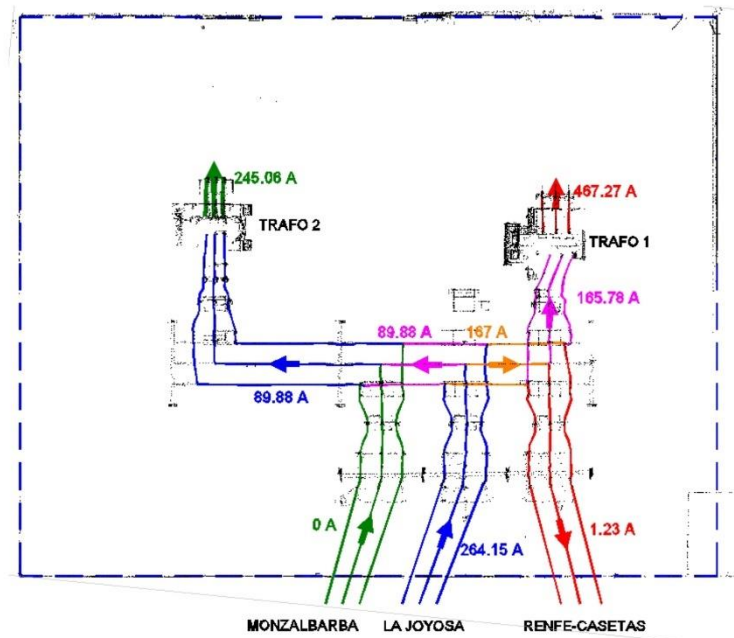 245.06 A
467.27 A
TRAFO 2
TRAFO 1
165.78 A
89.88 A
167 A
89.88 A
0 A
264.15 A
1.23 A
MONZALBARBA
LA JOYOSA
RENFE-CASETAS